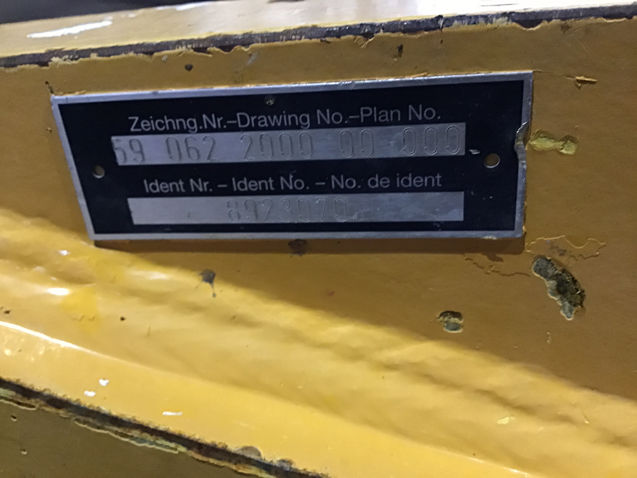 Zeichng.Nr.-Drawing No.-Plan No.
59 062 2000 00 000
Ident Nr. - Ident No. - No. de ident